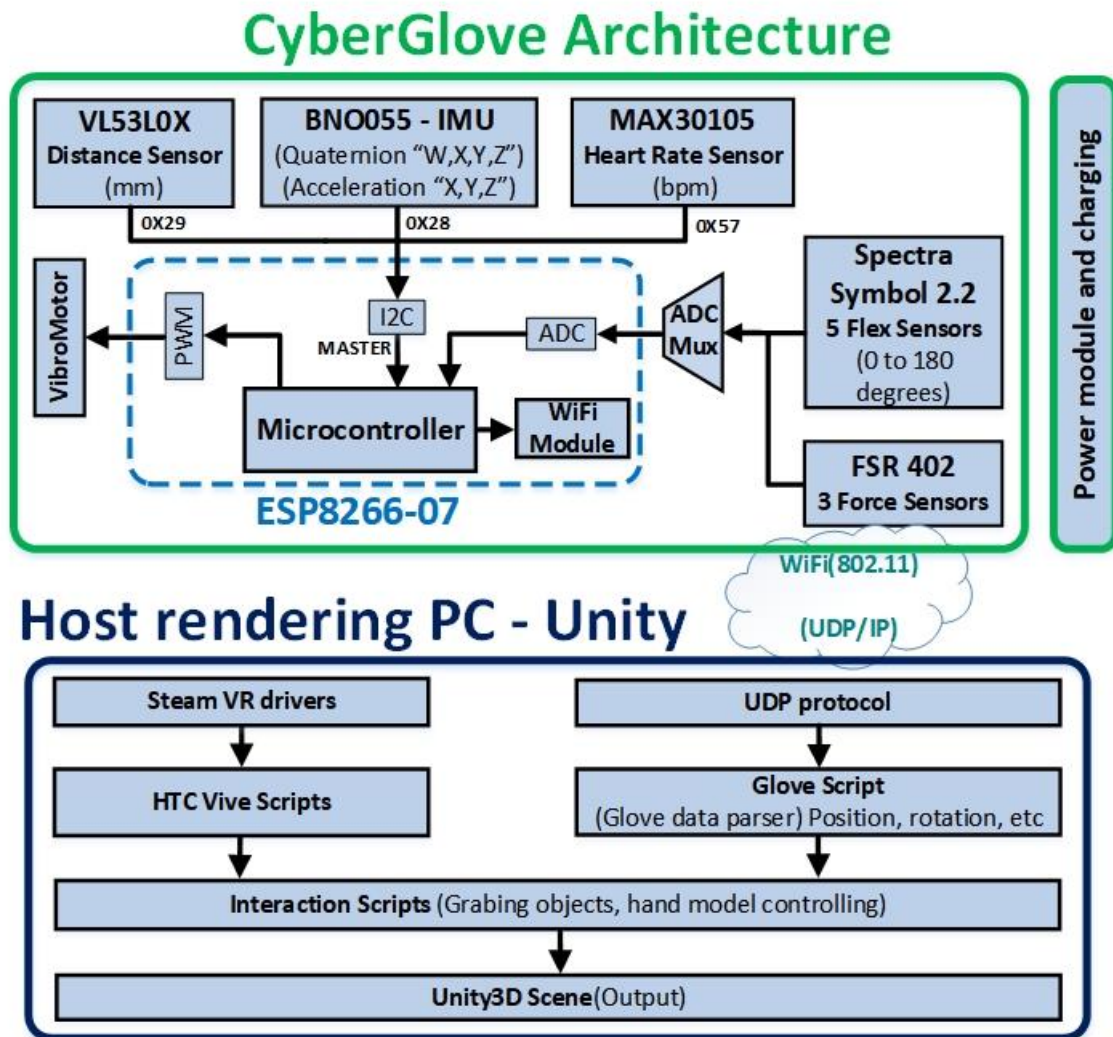 CyberGlove Architecture
VL53L0X
Distance Sensor
(mm)
BNO055 - IMU
(Quaternion “W,X,Y,Z”)
(Acceleration “X,Y,Z”)
MAX30105
Heart Rate Sensor
(bpm)
0X29
0X28
0X57
VibroMotor
PWM
I2C
MASTER
ADC
ADC
Mux
Spectra
Symbol 2.2
5 Flex Sensors
(0 to 180
degrees)
Microcontroller
WiFi
Module
FSR 402
3 Force Sensors
ESP8266-07
Power module and charging
WiFi(802.11)
(UDP/IP)
Host rendering PC - Unity
Steam VR drivers
UDP protocol
HTC Vive Scripts
Glove Script
(Glove data parser) Position, rotation, etc
Interaction Scripts (Grabing objects, hand model controlling)
Unity3D Scene(Output)